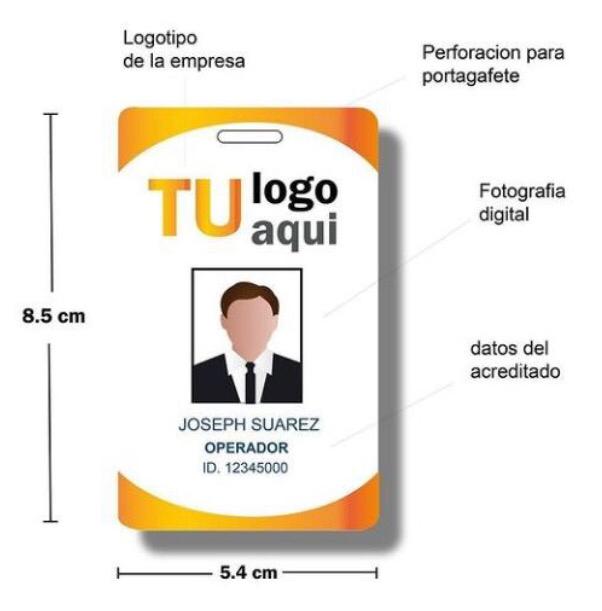 Logotipo
de la empresa
Perforacion para
portagafete
TU logo
aqui
Fotografia
digital
8.5 cm
datos del
acreditado
JOSEPH SUAREZ
OPERADOR
ID. 12345000
5.4 cm